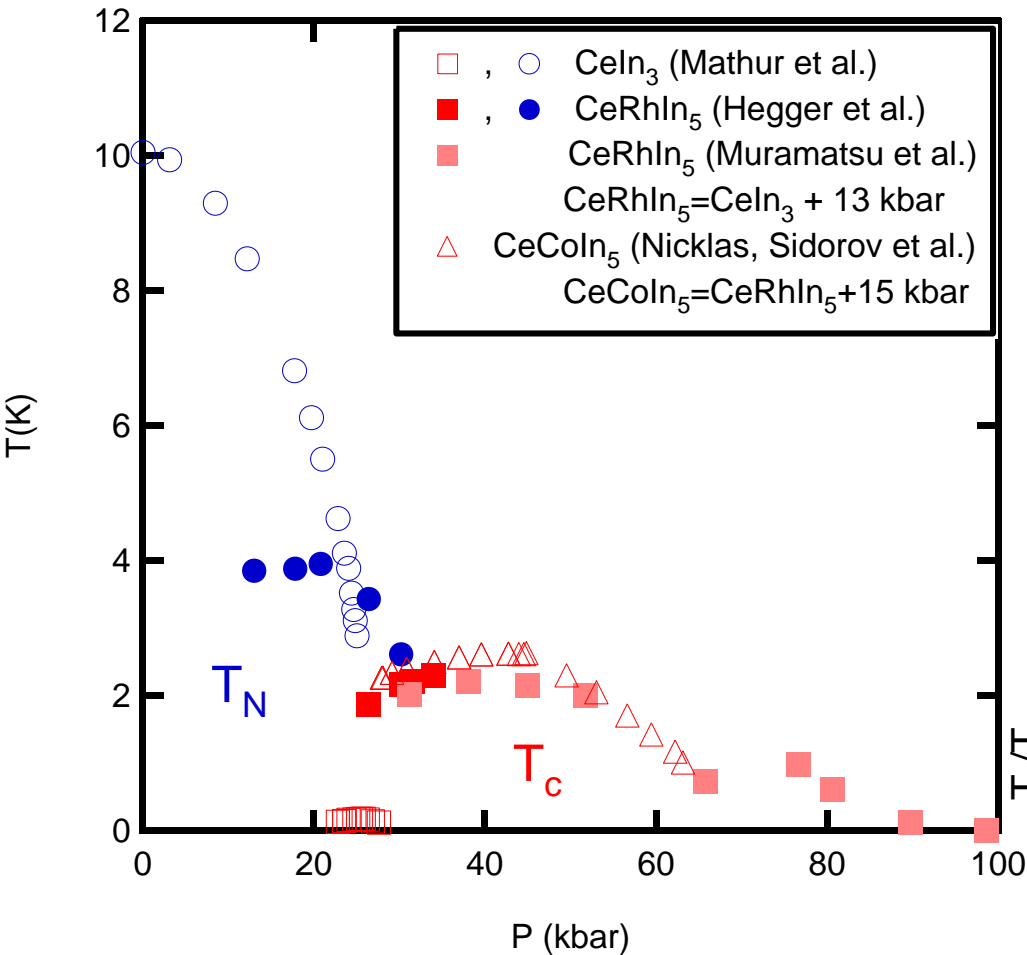 12
10
8
6
4
2
0
T(K)
, CeIn3 (Mathur et al.)
, CeRhIn5 (Hegger et al.)
CeRhIn5 (Muramatsu et al.)
CeRhIn5=CeIn3 + 13 kbar
CeCoIn5 (Nicklas, Sidorov et al.)
CeCoIn5=CeRhIn5+15 kbar
TN
Tc
0 20 40 60 80 100
P (kbar)